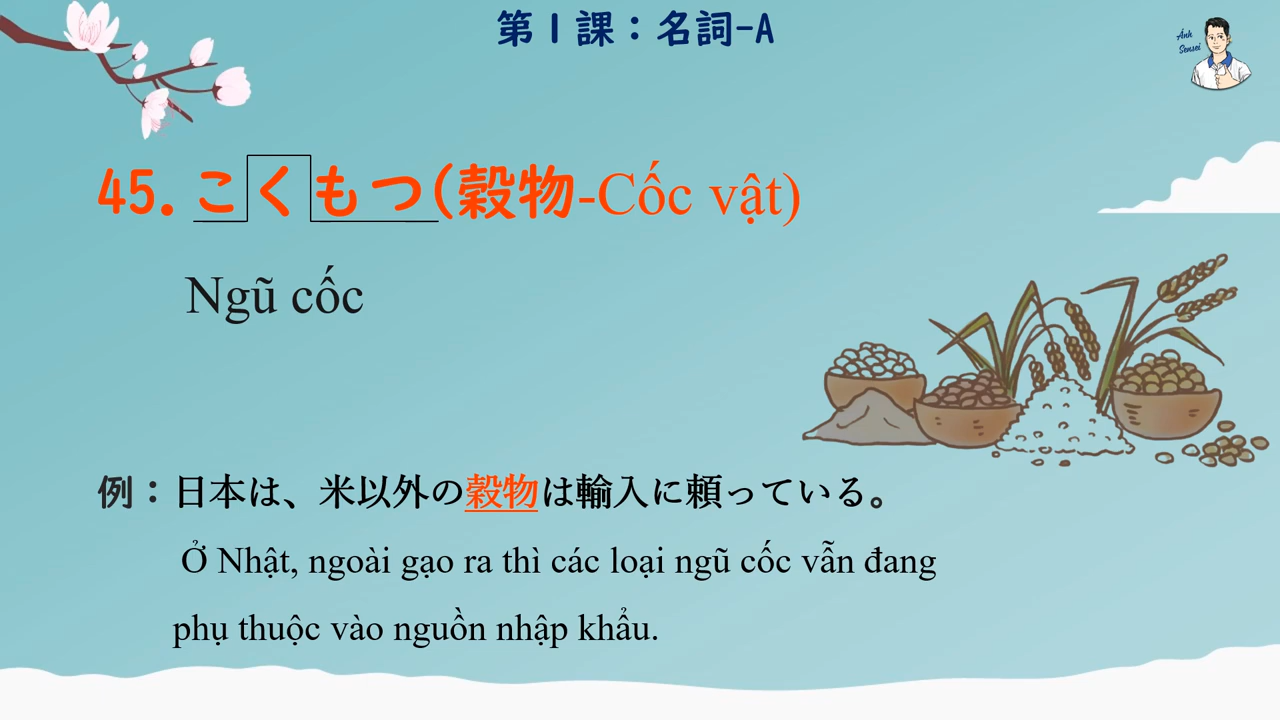 第1課：名詞-A
Anh
Sensei
45. こくもつ(穀物-Cốc vật)
Ngũ cốc
例：日本は、米以外の穀物は輸入に頼っている。
Ở Nhật, ngoài gạo ra thì các loại ngũ cốc vẫn đang
phụ thuộc vào nguồn nhập khẩu.